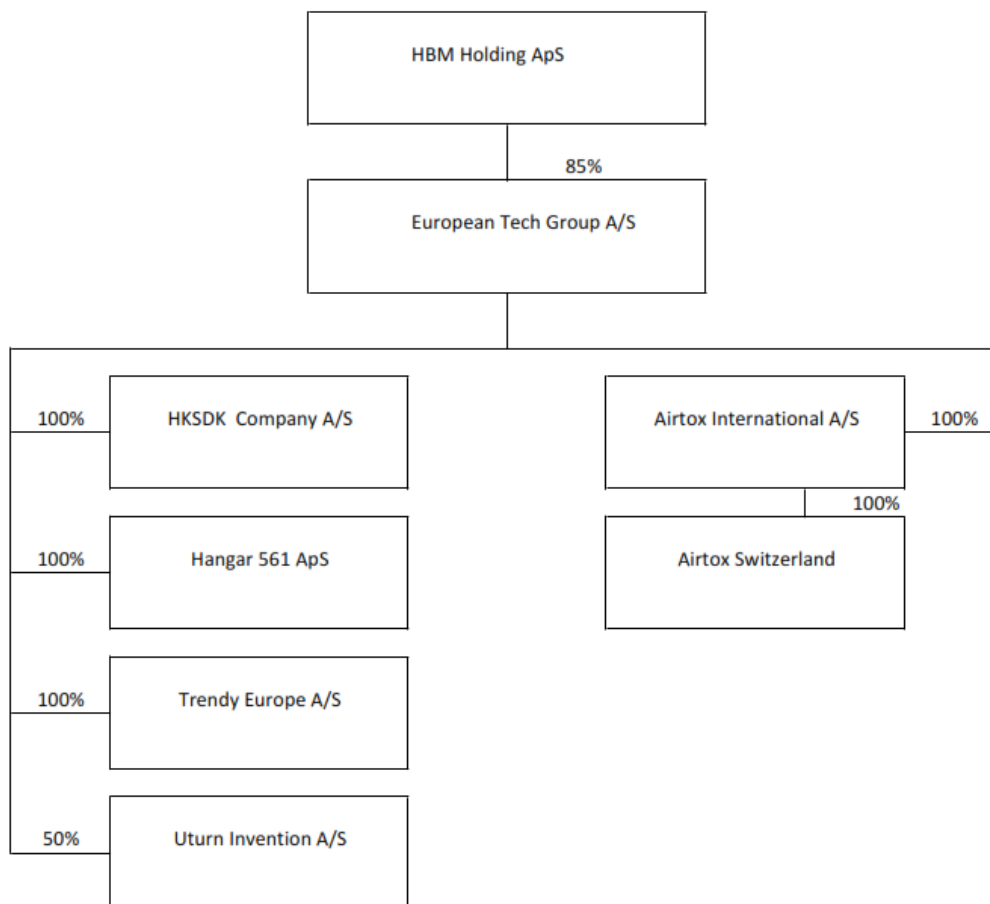 HBM Holding ApS
85%
European Tech Group A/S
100%
HKSDK  Company A/S
Airtox International A/S
100%
100%
100%
Hangar 561 ApS
Airtox Switzerland
100%
Trendy Europe A/S
50%
Uturn Invention A/S